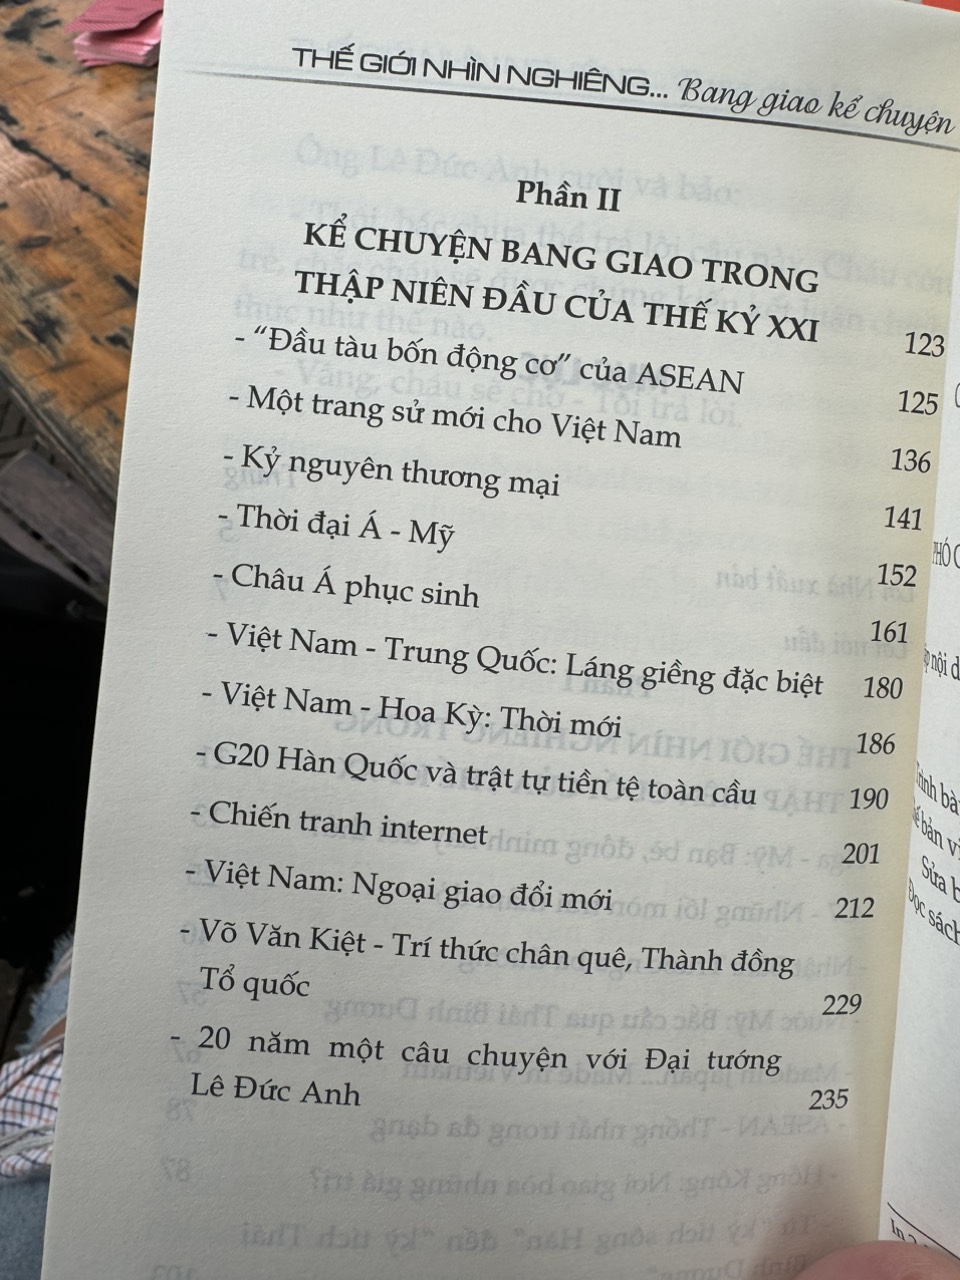 THẾ GIỚI NHÌN NGHIÊNG... Bang giao kể chuyện
Phần II
KỂ CHUYỆN BANG GIAO TRONG
THẬP NIÊN ĐẦU CỦA THẾ KỶ XXI 123
- “Đầu tàu bốn động cơ” của ASEAN 125
- Một trang sử mới cho Việt Nam 136
- Kỷ nguyên thương mại 141
- Thời đại Á - Mỹ 152
- Châu Á phục sinh 161
- Việt Nam - Trung Quốc: Láng giềng đặc biệt 180
- Việt Nam - Hoa Kỳ: Thời mới 186
- G20 Hàn Quốc và trật tự tiền tệ toàn cầu 190
- Chiến tranh internet 201
- Việt Nam: Ngoại giao đổi mới 212
- Võ Văn Kiệt - Trí thức chân quê, Thành đồng
Tổ quốc 229
- 20 năm một câu chuyện với Đại tướng
Lê Đức Anh 235
nội
Sửa